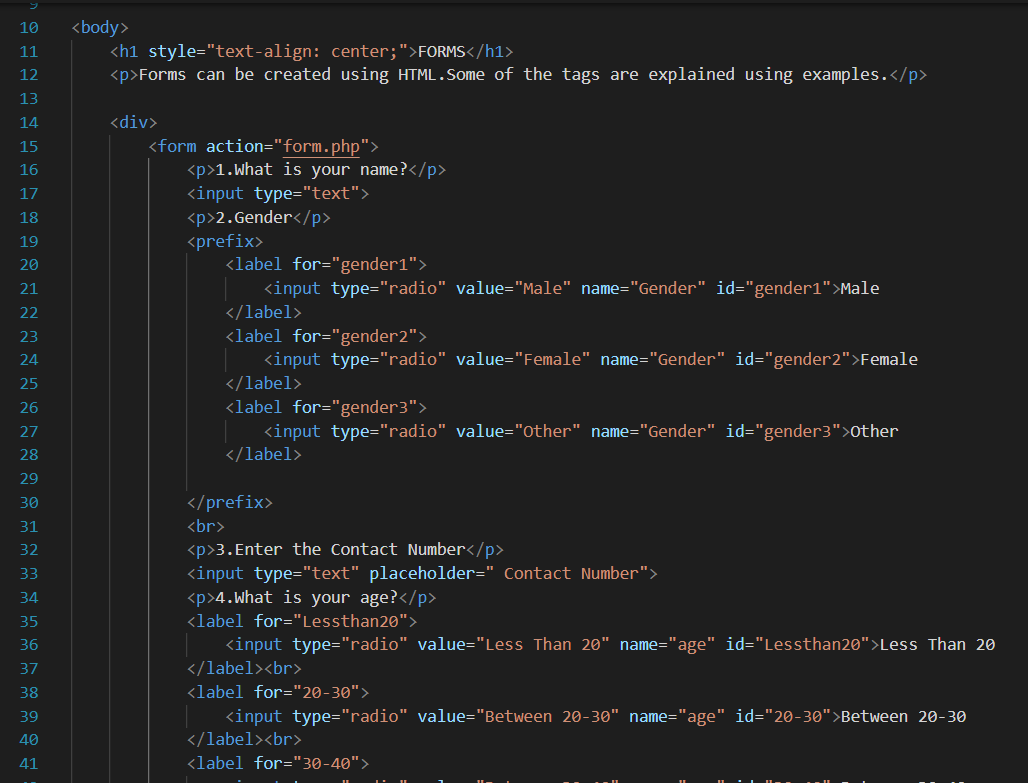 9
10 <body>
11 <h1 style="text-align: center;">FORMS</h1>
12 <p>Forms can be created using HTML.Some of the tags are explained using examples.</p>
13
14 <div>
15 <form action="form.php">
16 <p>1.What is your name?</p>
17 <input type="text">
18 <p>2.Gender</p>
19 <prefix>
20 <label for="gender1">
21 <input type="radio" value="Male" name="Gender" id="gender1">Male
22 </label>
23 <label for="gender2">
24 <input type="radio" value="Female" name="Gender" id="gender2">Female
25 </label>
26 <label for="gender3">
27 <input type="radio" value="Other" name="Gender" id="gender3">Other
28 </label>
29
30 </prefix>
31 <br>
32 <p>3.Enter the Contact Number</p>
33 <input type="text" placeholder=" Contact Number">
34 <p>4.What is your age?</p>
35 <label for="Lessthan20">
36 <input type="radio" value="Less Than 20" name="age" id="Lessthan20">Less Than 20
37 </label><br>
38 <label for="20-30">
39 <input type="radio" value="Between 20-30" name="age" id="20-30">Between 20-30
40 </label><br>
41 <label for="30-40">